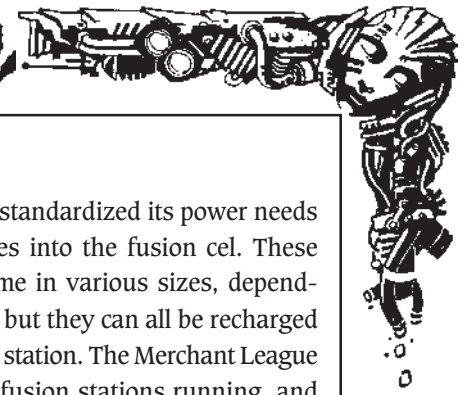 standardized its power needs
es into the fusion cel. These
me in various sizes, depend-
but they can all be recharged
station. The Merchant League
fusion stations running, and